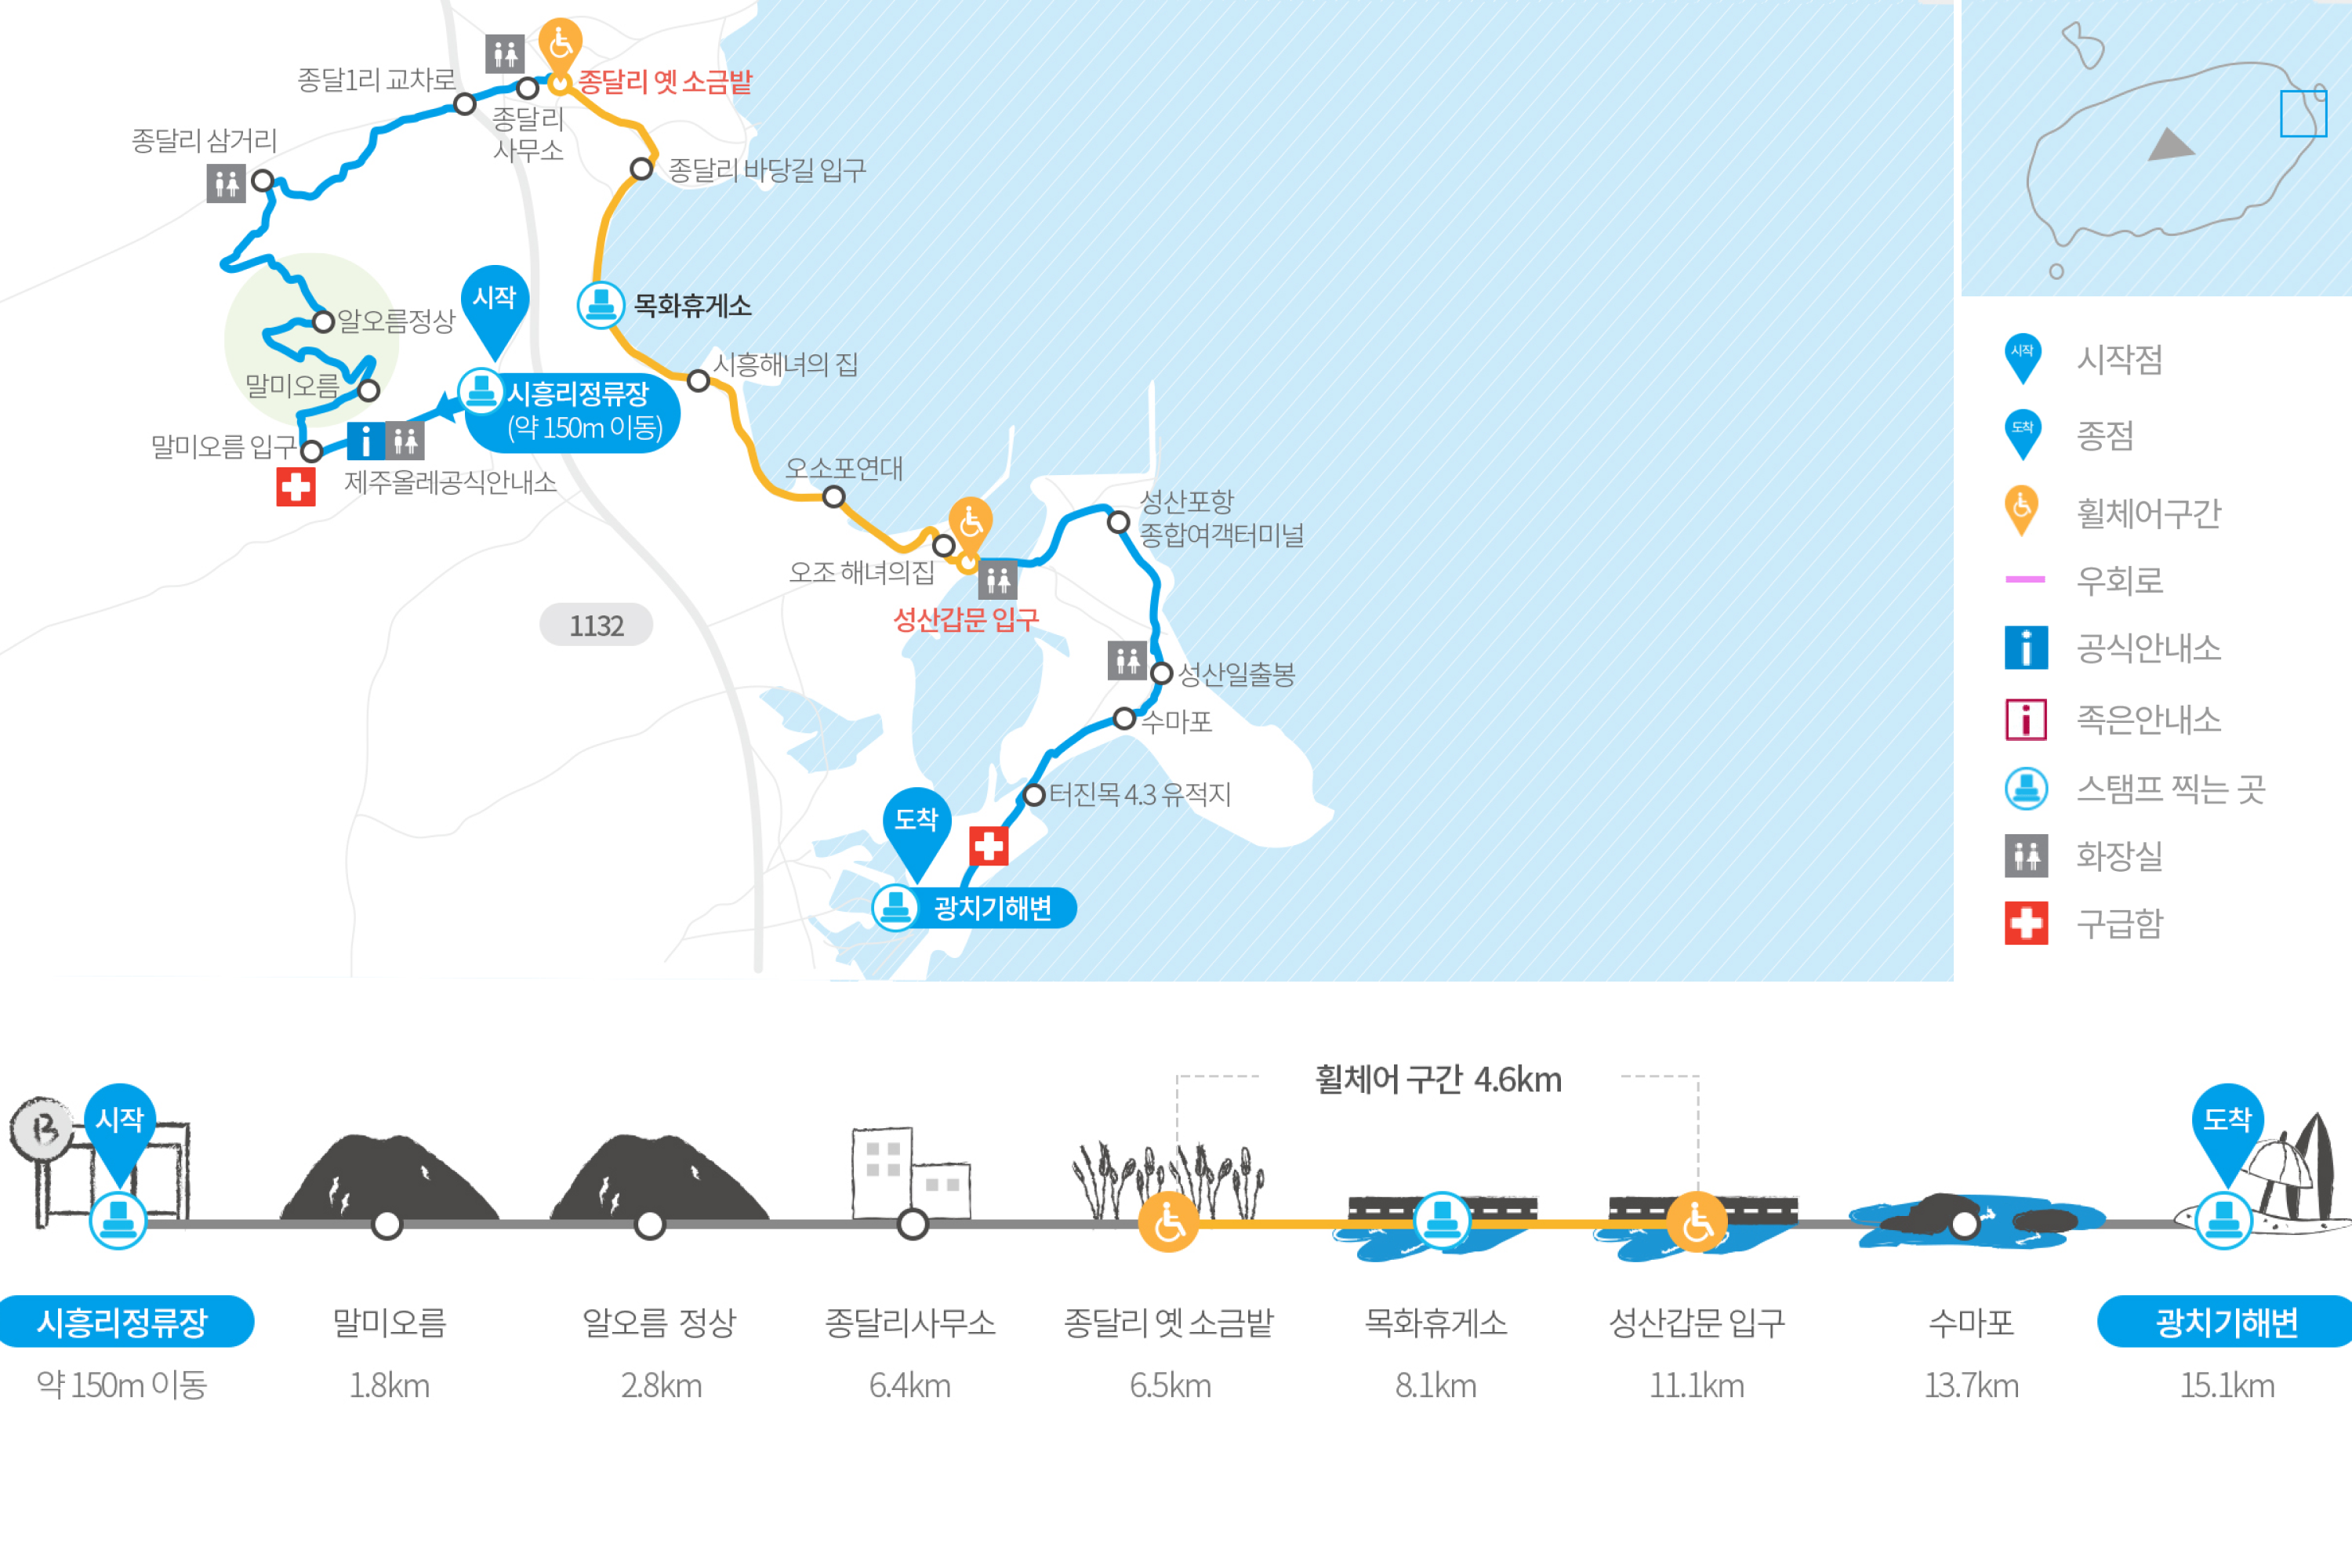 종달1리 교차로
종달리 옛 소금밭
종달리
사무소
종달리 삼거리
종달리 바당길 입구
시작
알오름정상
목화휴게소
시흥해녀의 집
말미오름
시흥리정류장
(약 150m 이동)
말미오름 입구
제주올레공식안내소
오소포연대
성산포항
종합여객터미널
오조 해녀의집
성산갑문 입구
1132
성산일출봉
수마포
터진목 4.3 유적지
도착
광치기해변
시작
시작점
도착
종점
휠체어구간
우회로
공식안내소
족은안내소
스탬프 찍는 곳
화장실
구급함
휠체어 구간 4.6km
B
시작
도착
시흥리정류장
말미오름
알오름 정상
종달리사무소
종달리 옛 소금밭
목화휴게소
성산갑문 입구
수마포
광치기해변
약 150m 이동
1.8km
2.8km
6.4km
6.5km
8.1km
11.1km
13.7km
15.1km